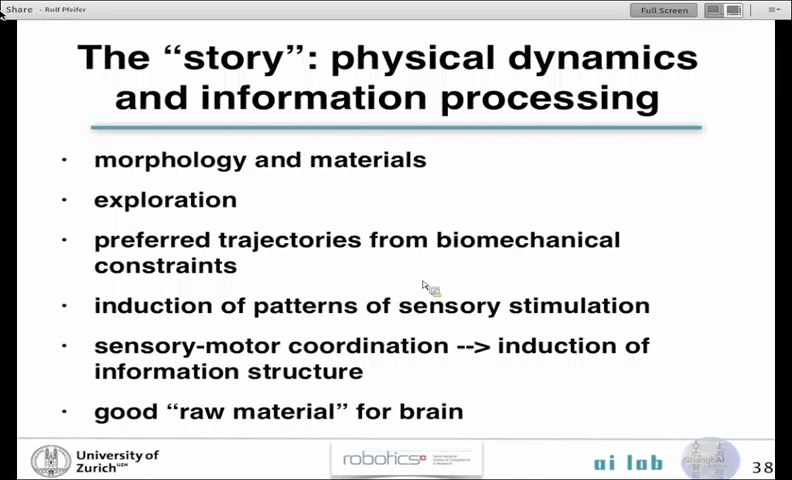 Share - Rolf Pfeifer
Full Screen
The “story”: physical dynamics
and information processing
· morphology and materials
· exploration
· preferred trajectories from biomechanical
constraints
· induction of patterns of sensory stimulation
· sensory-motor coordination --> induction of
information structure
· good “raw material” for brain
University of
Zurich UZH
robotics+
ai lab
ShanghAI
38